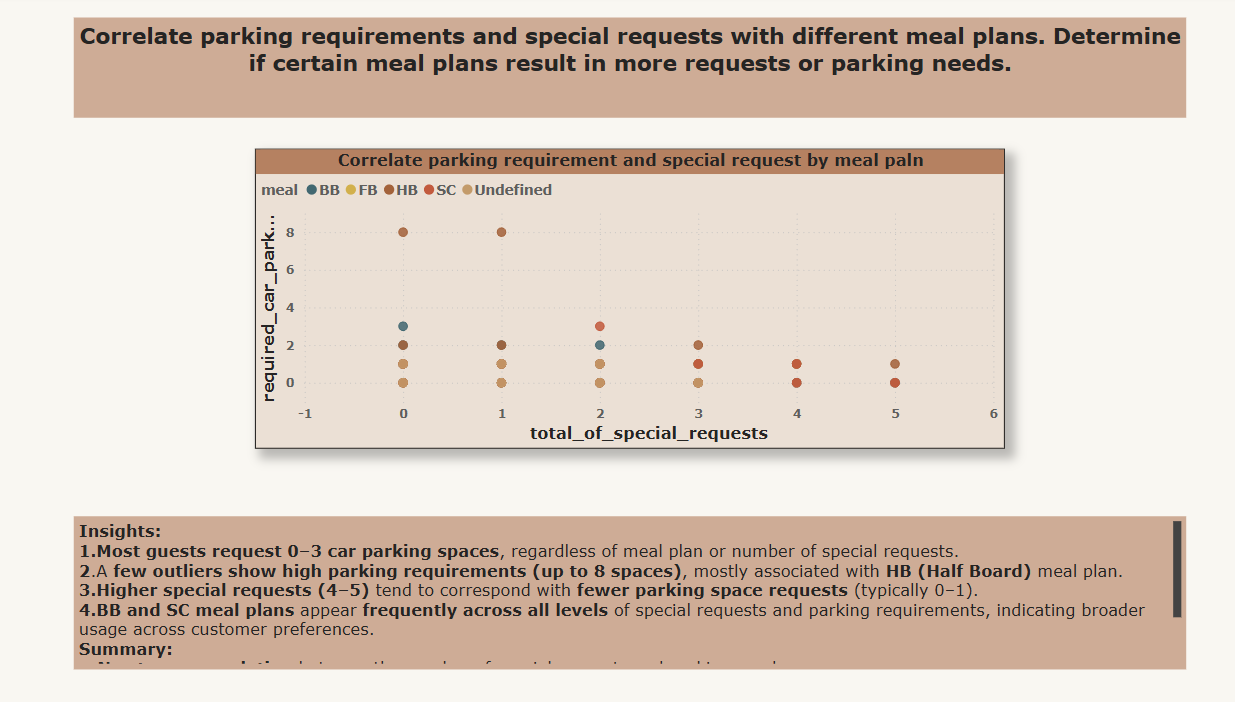 Correlate parking requirements and special requests with different meal plans. Determine
if certain meal plans result in more requests or parking needs.
Correlate parking requirement and special request by meal paln
meal BB FB HB SC Undefined
required_car_park...
8
6
4
2
0
-1 0 1 2 3 4 5 6
total_of_special_requests
Insights:
1.Most guests request 0–3 car parking spaces, regardless of meal plan or number of special requests.
2.A few outliers show high parking requirements (up to 8 spaces), mostly associated with HB (Half Board) meal plan.
3.Higher special requests (4–5) tend to correspond with fewer parking space requests (typically 0–1).
4.BB and SC meal plans appear frequently across all levels of special requests and parking requirements, indicating broader
usage across customer preferences.
Summary: